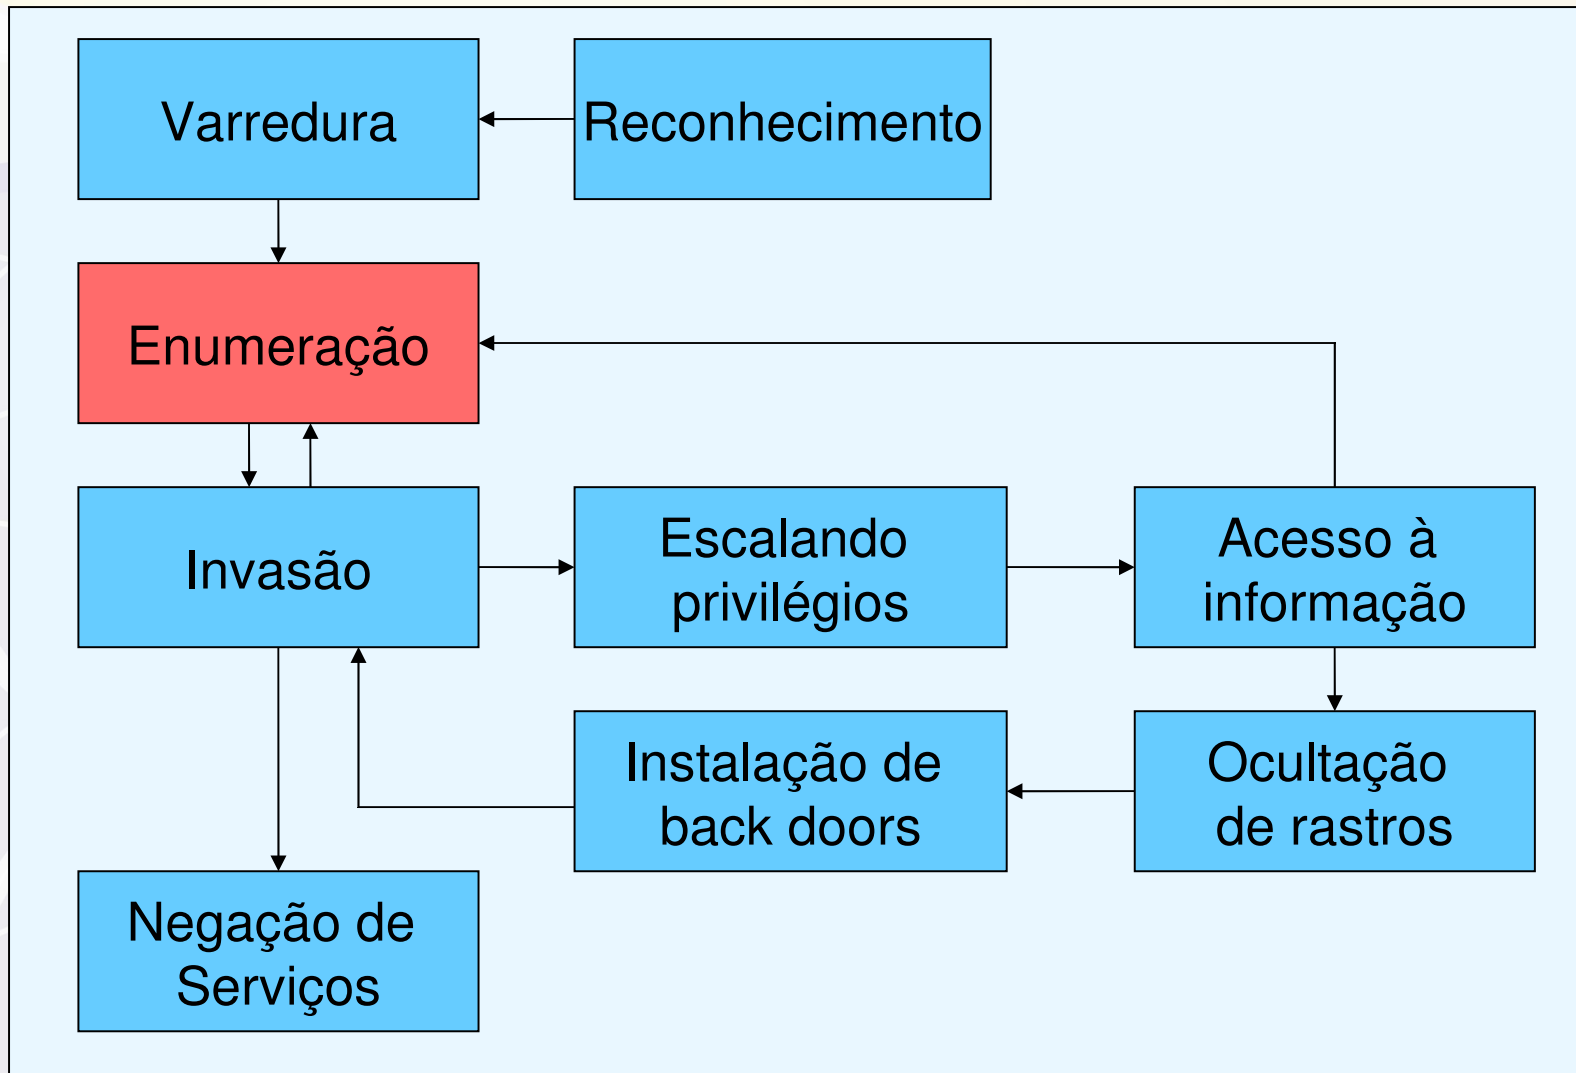 Varredura
Reconhecimento
Enumeração
Invasão
Escalando
privilégios
Acesso à
informação
Instalação de
back doors
Ocultação
de rastros
Negação de
Serviços